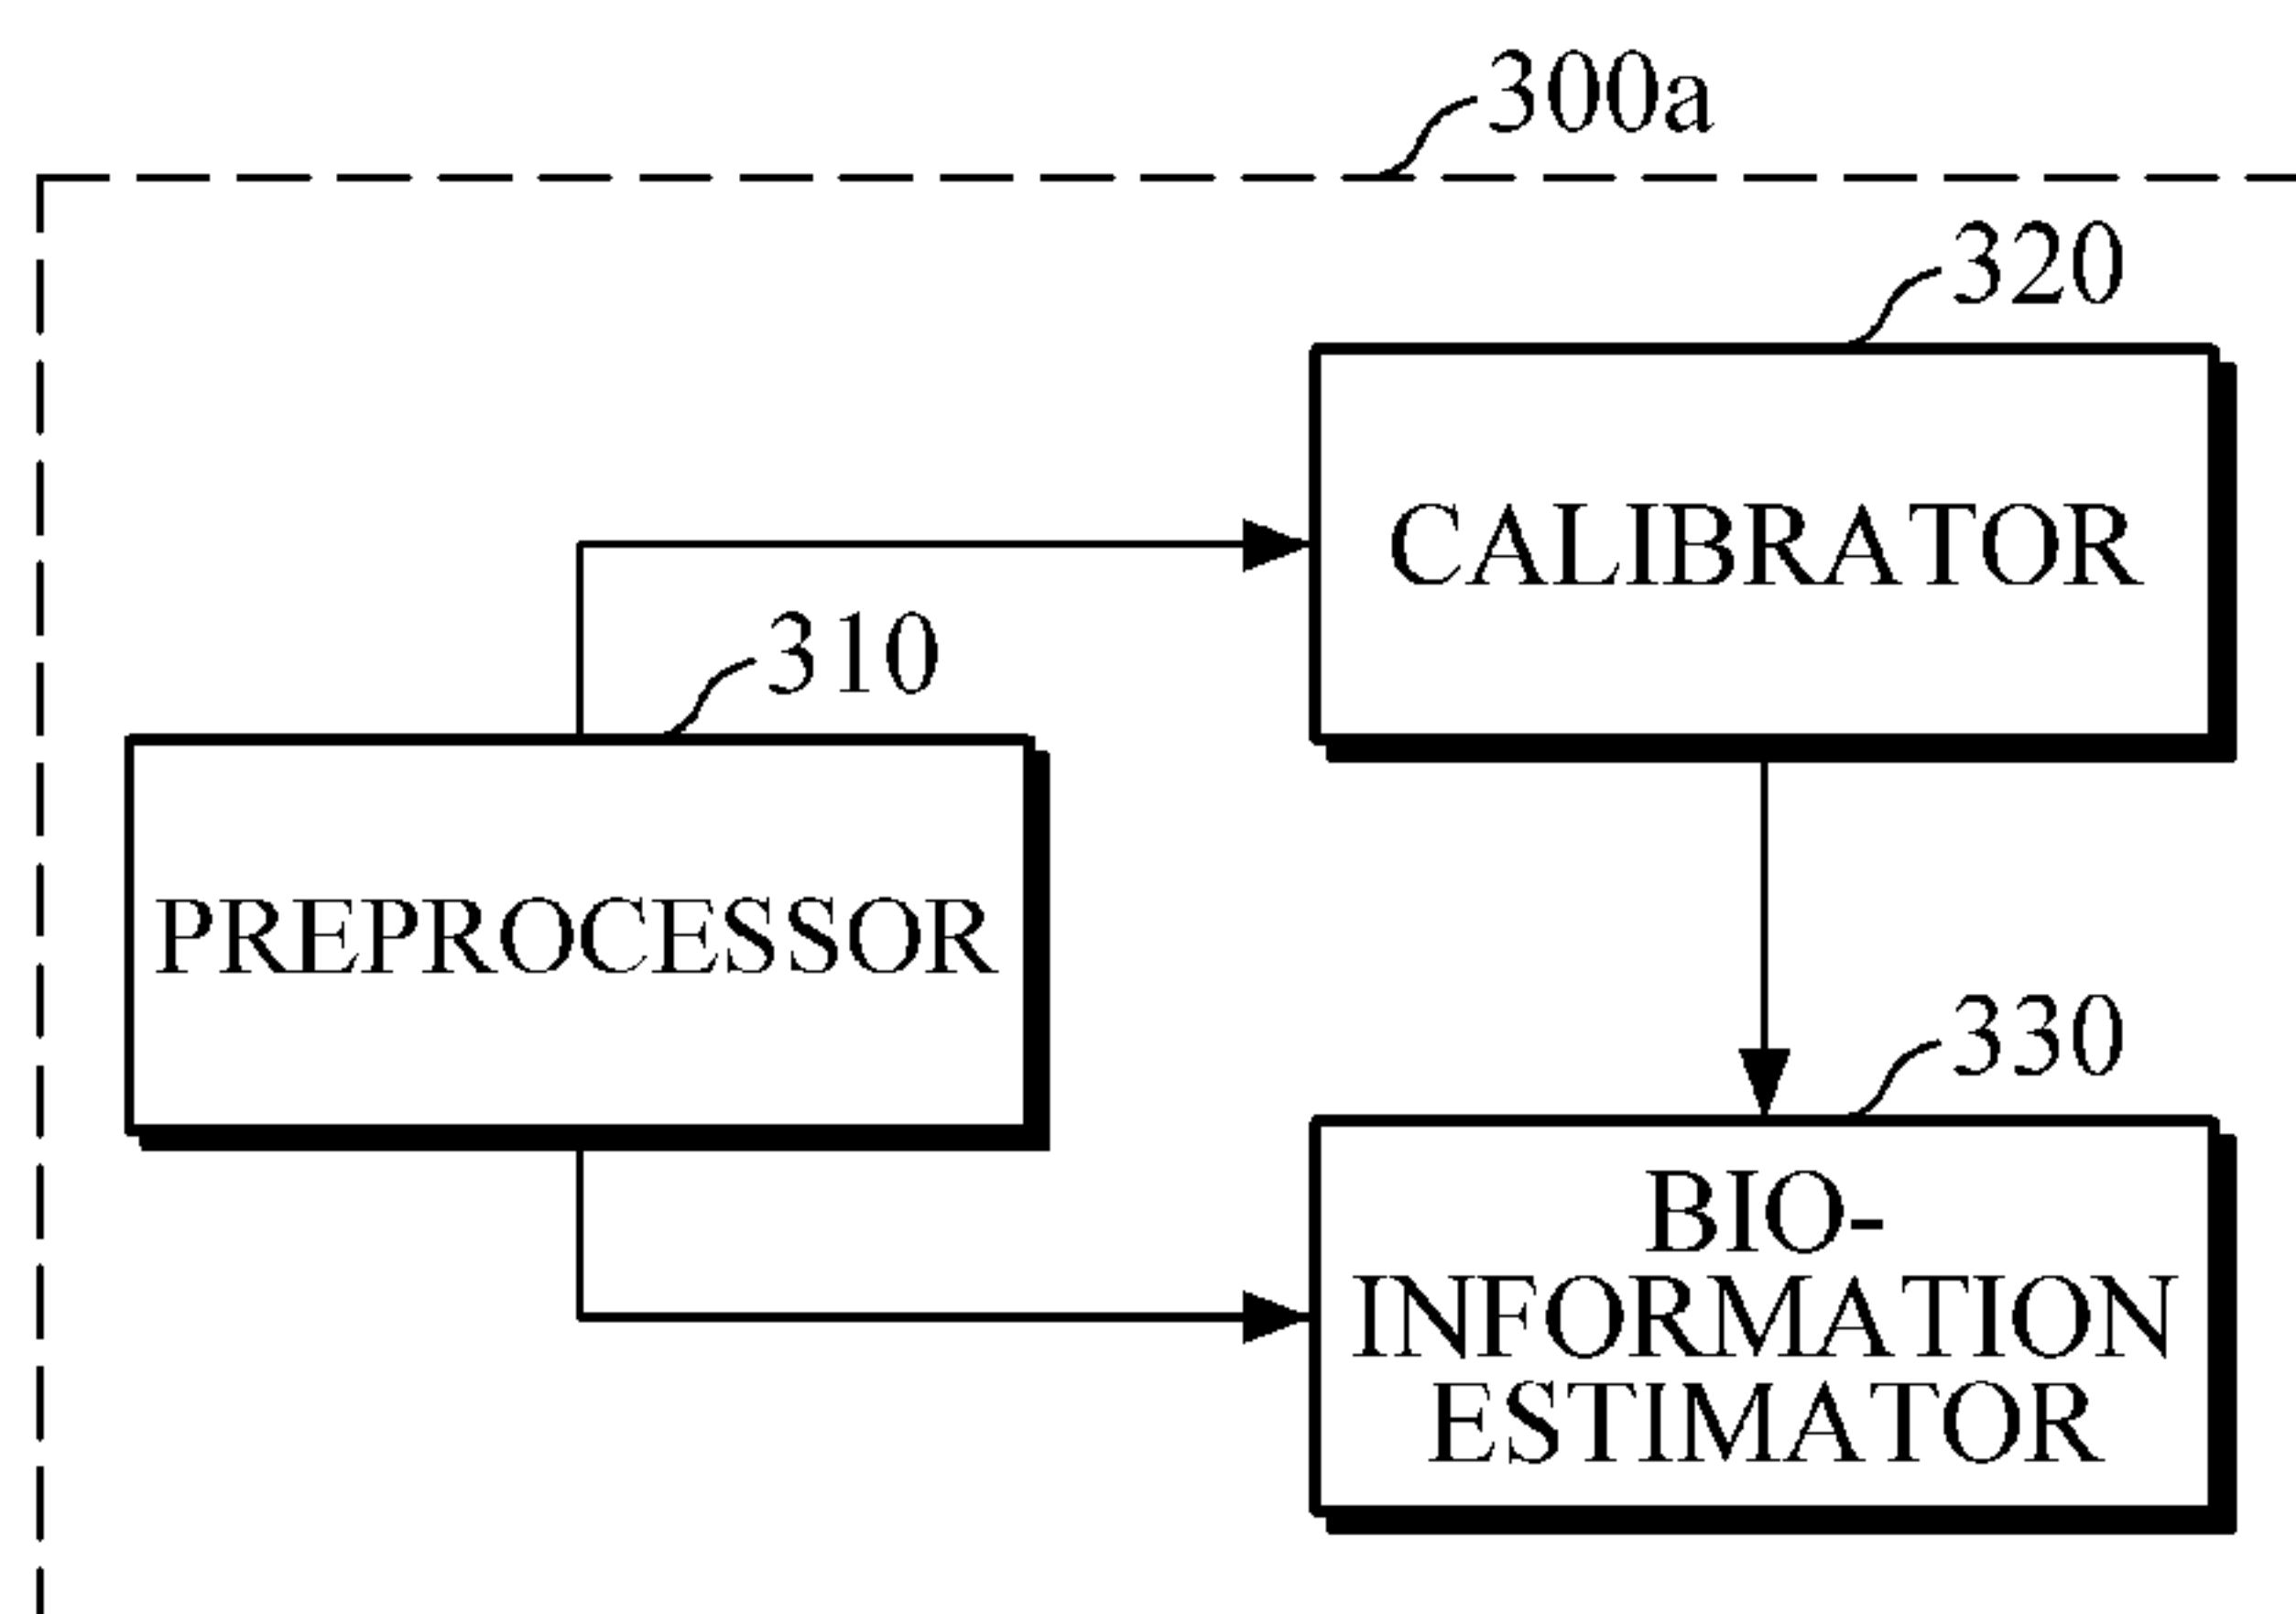 300a
320
CALIBRATOR
310
PREPROCESSOR
330
BIO-
INFORMATION
ESTIMATOR